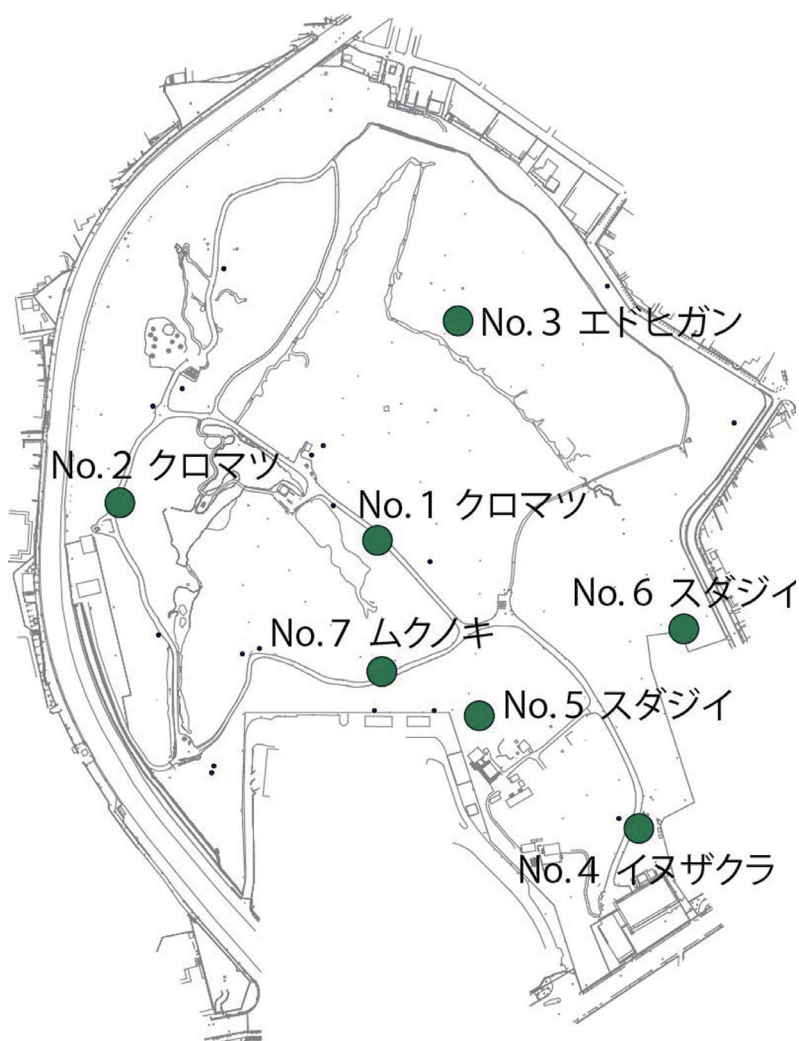 No. 3 エドヒガン
No. 2 クロマツ
No. 1 クロマツ
No. 6 スダジイ
No. 7 ムクノキ
No. 5 スダジイ
No. 4 イヌザクラ